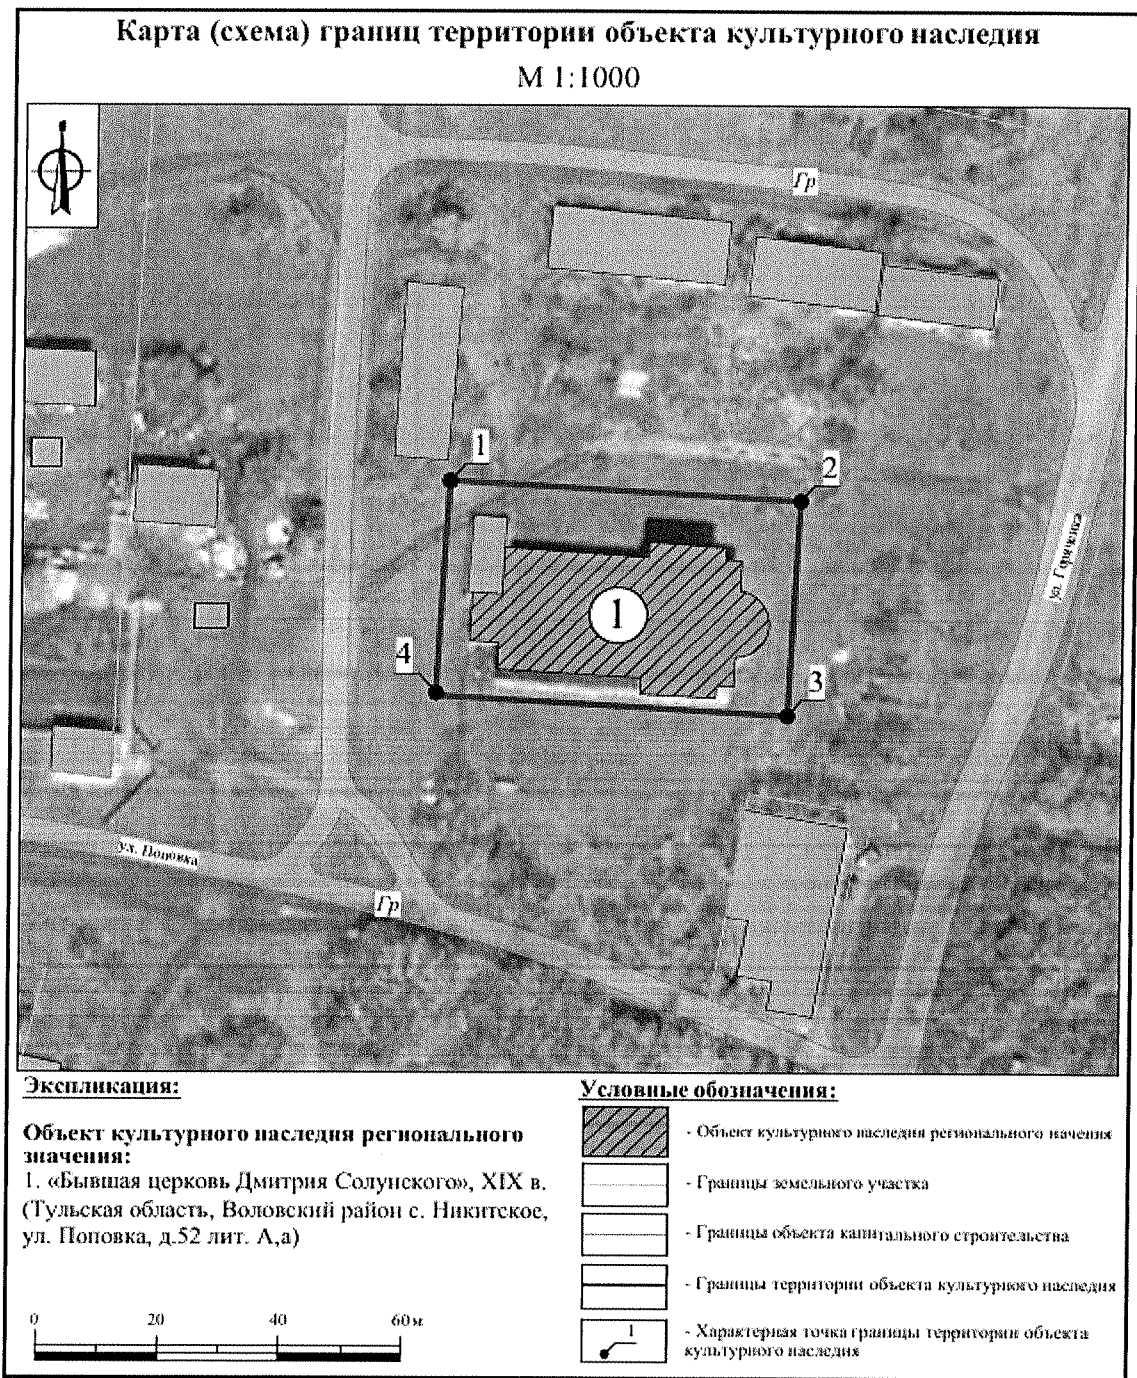 Карта (схема) границ территории объекта культурного наследия
М 1:1000
Гр
1
2
ул. Горячкина
1
4
3
ул. Поповка
Гр
Экспликация:
Объект культурного наследия регионального
значения:
1. «Бывшая церковь Дмитрия Солунского», XIX в.
(Тульская область, Воловский район с. Никитское,
ул. Поповка, д.52 лит. А,а)
0 20 40 60 м
Условные обозначения:
- Объект культурного наследия регионального начения
- Границы земельного участка
- Границы объекта капитального строительства
- Границы территории объекта культурного наследия
1
- Характерная точка границы территории объекта
культурного наследия